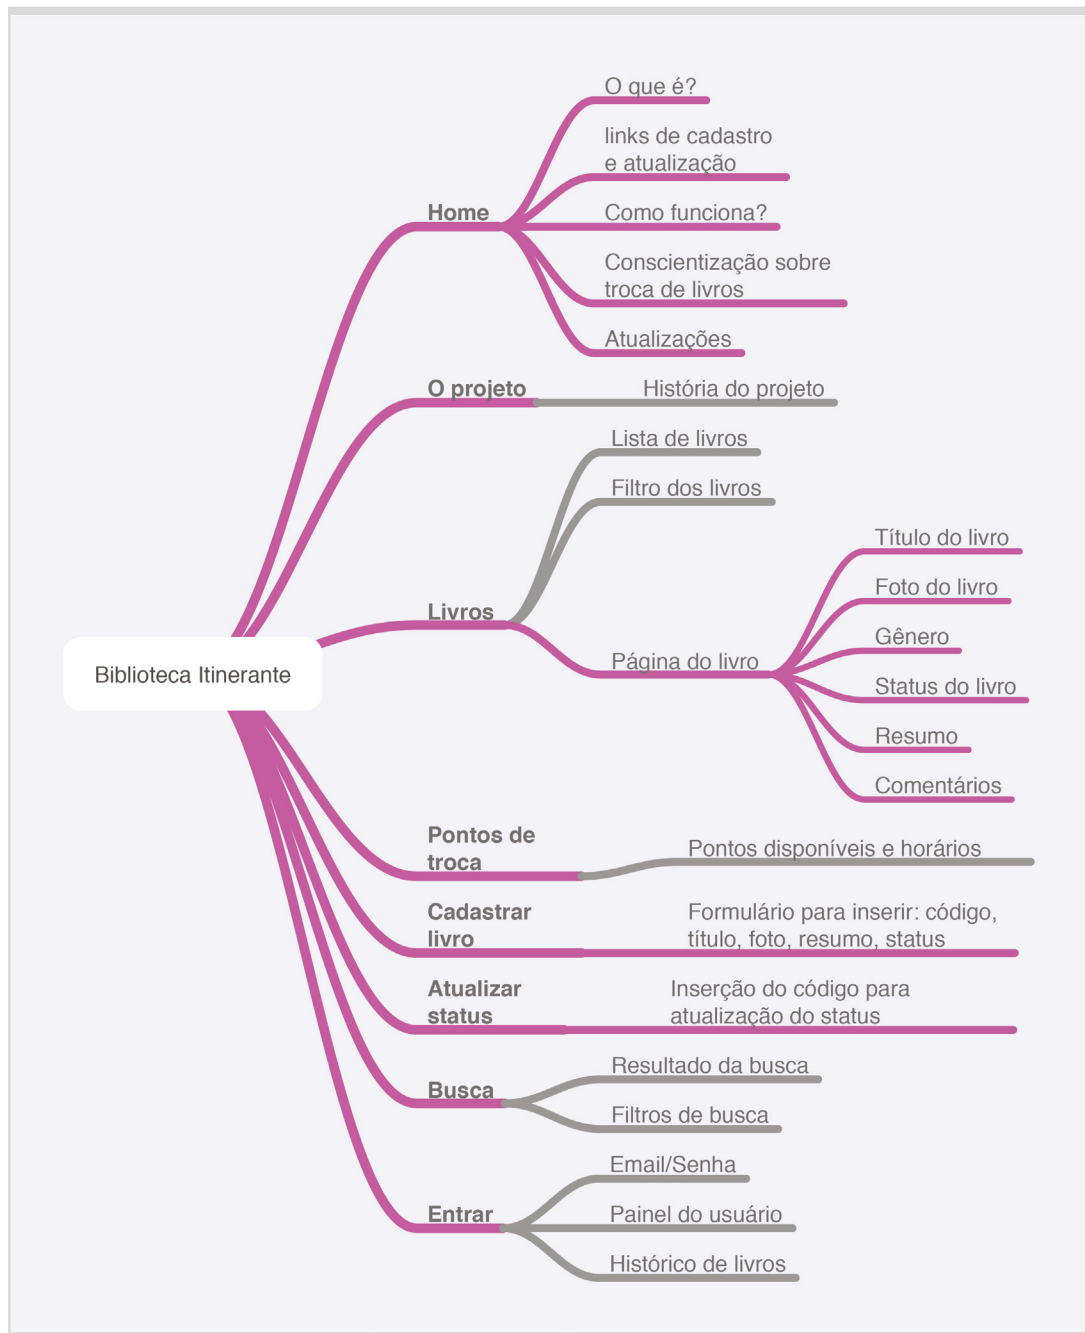 O que é?
links de cadastro
e atualização
Home
Como funciona?
Conscientização sobre
troca de livros
Atualizações
O projeto
História do projeto
Lista de livros
Filtro dos livros
Título do livro
Foto do livro
Livros
Gênero
Página do livro
Status do livro
Biblioteca Itinerante
Resumo
Comentários
Pontos de
troca
Pontos disponíveis e horários
Cadastrar
livro
Formulário para inserir: código,
título, foto, resumo, status
Atualizar
status
Inserção do código para
atualização do status
Busca
Resultado da busca
Filtros de busca
Email/Senha
Entrar
Painel do usuário
Histórico de livros